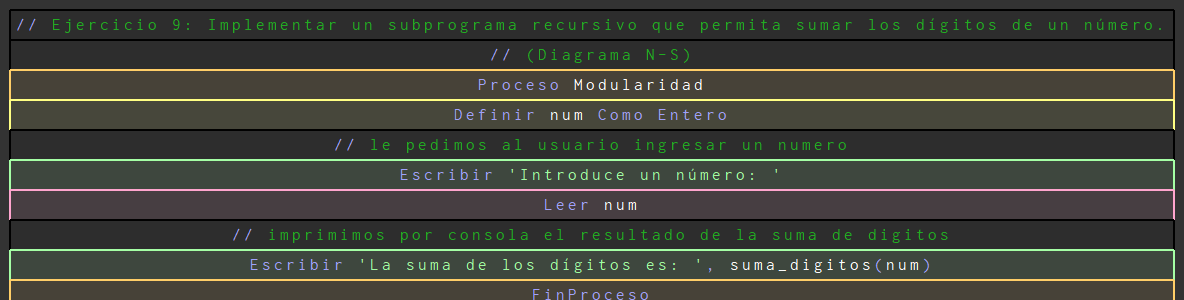 // Ejercicio 9: Implementar un subprograma recursivo que permita sumar los dígitos de un número.
// (Diagrama N-S)
Proceso Modularidad
Definir num Como Entero
// le pedimos al usuario ingresar un numero
Escribir 'Introduce un número: '
Leer num
// imprimimos por consola el resultado de la suma de digitos
Escribir 'La suma de los dígitos es: ', suma_digitos(num)
FinProceso